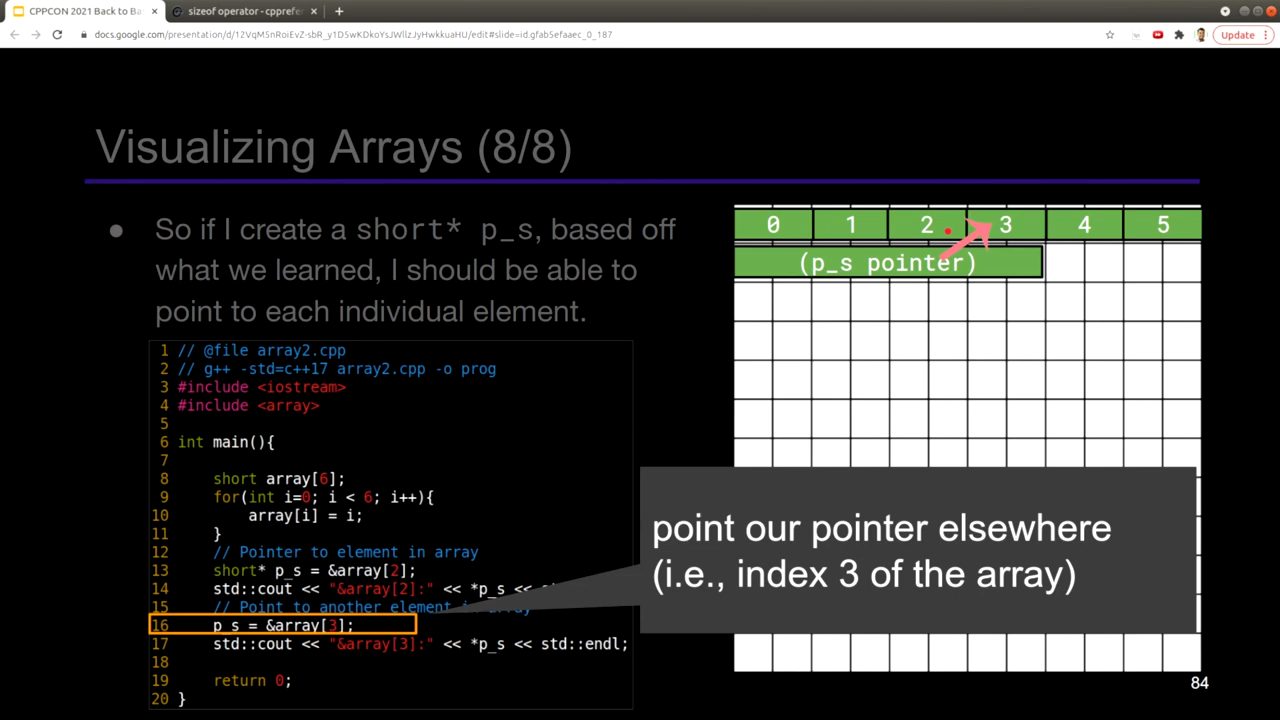 CPPCON 2021 Back to Ba
sizeof operator - cpprefer
docs.google.com/presentation/d/12VqM5nRoiEvZ-sbR_y1D5wKDkoYsJWllzJyHwkkuaHU/edit#slide=id.gfab5efaaec_0_187
Update
Visualizing Arrays (8/8)
● So if I create a short* p_s, based off
what we learned, I should be able to
point to each individual element.
0 1 2 3 4 5
(p_s pointer)
1 // @file array2.cpp
2 // g++ -std=c++17 array2.cpp -o prog
3 #include <iostream>
4 #include <array>
5
6 int main(){
7
8 short array[6];
9 for(int i=0; i < 6; i++){
10 array[i] = i;
11 }
12 // Pointer to element in array
13 short* p_s = &array[2];
14 std::cout << "&array[2]:" << *p_s <<
15 // Point to another element in array
16 p_s = &array[3];
17 std::cout << "&array[3]:" << *p_s << std::endl;
18
19 return 0;
20 }
point our pointer elsewhere
(i.e., index 3 of the array)
84